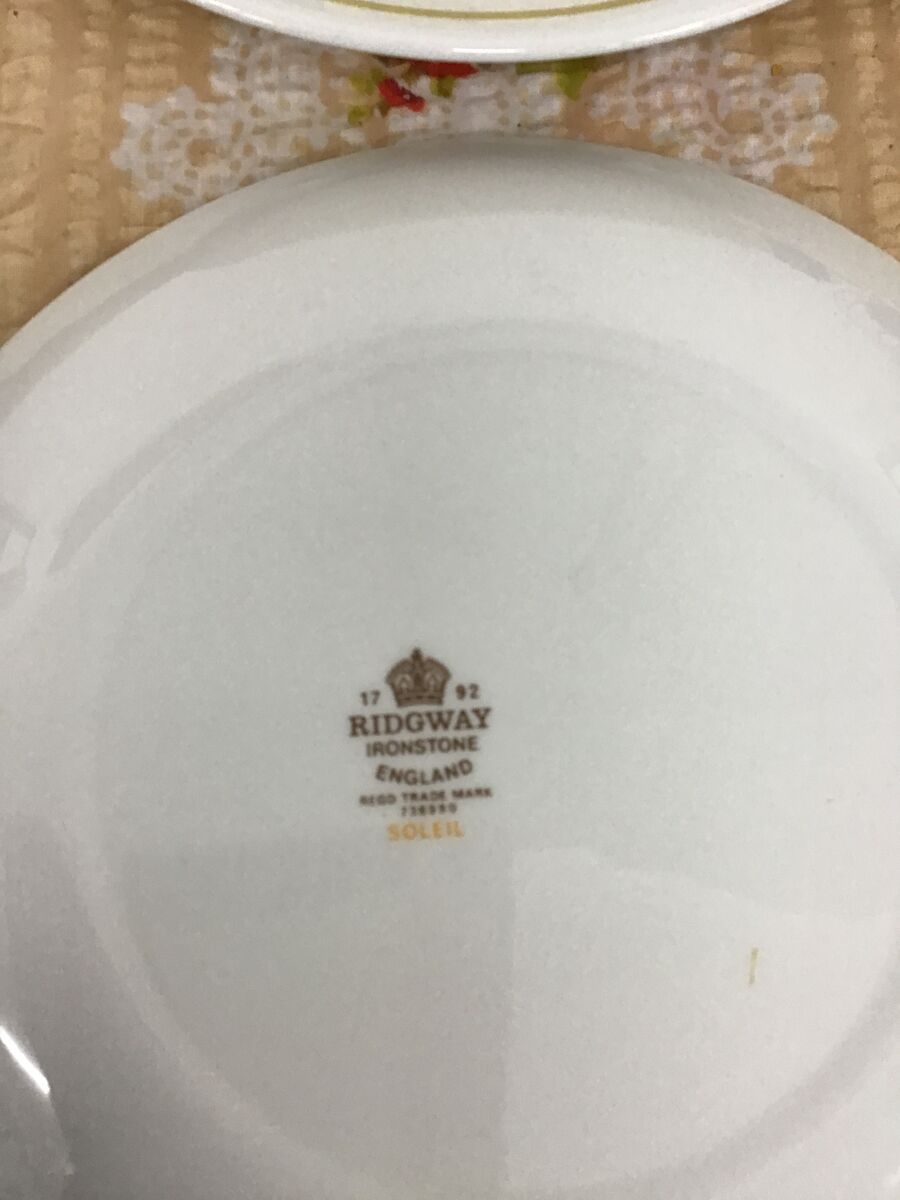 17 92
RIDGWAY
IRONSTONE
ENGLAND
REGD TRADE MARK
SOLEIL